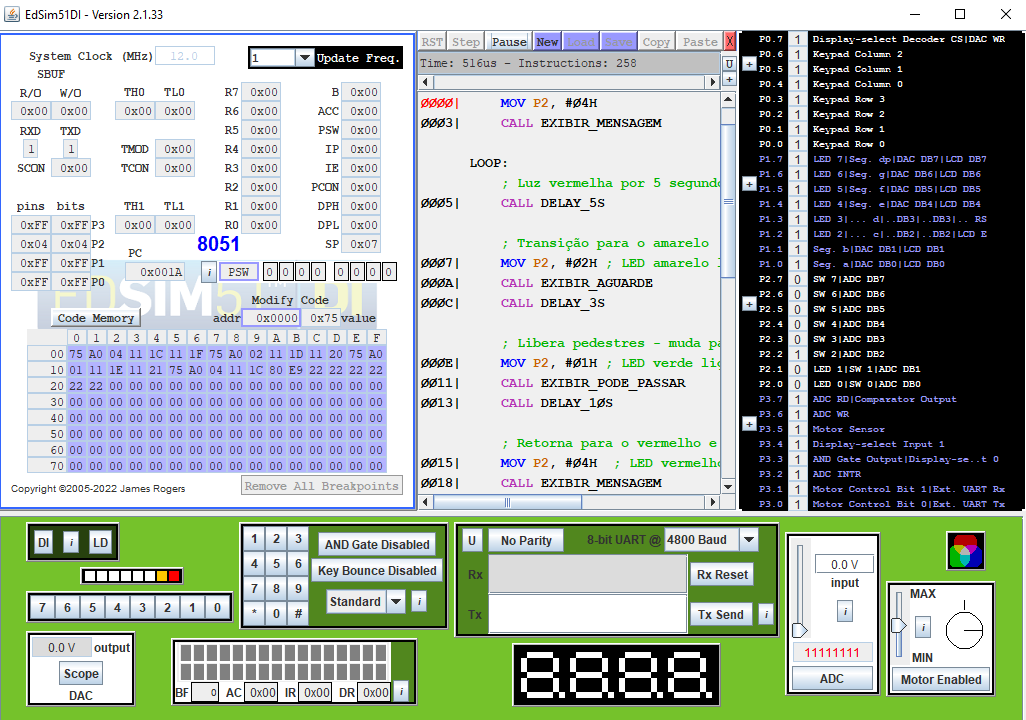 EdSim51DI - Version 2.1.33
System Clock (MHz) 12.0 1 Update Freq.
SBUF
R/O W/O TH0 TL0 R7 0x00 B 0x00
0x00 0x00 0x00 0x00 R6 0x00 ACC 0x00
RXD TXD R5 0x00 PSW 0x00
1 1 TMOD 0x00 R4 0x00 IP 0x00
SCON 0x00 TCON 0x00 R3 0x00 IE 0x00
R2 0x00 PCON 0x00
pins bits TH1 TL1 R1 0x00 DPH 0x00
0xFF 0xFF P3 0x00 0x00 R0 0x00 DPL 0x00
0x04 0x04 P2 8051 SP 0x07
0xFF 0xFF P1 PC
0xFF 0xFF P0 0x001A i PSW 0 0 0 0 0 0 0 0
EdSIM51DI
Modify Code
Code Memory addr 0x0000 0x75 value
0 1 2 3 4 5 6 7 8 9 A B C D E F
00 75 A0 04 11 1C 11 1F 75 A0 02 11 1D 11 20 75 A0
10 01 11 1E 11 21 75 A0 04 11 1C 80 E9 22 22 22 22
20 22 22 00 00 00 00 00 00 00 00 00 00 00 00 00 00
30 00 00 00 00 00 00 00 00 00 00 00 00 00 00 00 00
40 00 00 00 00 00 00 00 00 00 00 00 00 00 00 00 00
50 00 00 00 00 00 00 00 00 00 00 00 00 00 00 00 00
60 00 00 00 00 00 00 00 00 00 00 00 00 00 00 00 00
70 00 00 00 00 00 00 00 00 00 00 00 00 00 00 00 00
Copyright ©2005-2022 James Rogers Remove All Breakpoints
RST Step Pause New Load Save Copy Paste X
Time: 516us - Instructions: 258 U
+
0000| MOV P2, #04H
0003| CALL EXIBIR_MENSAGEM
LOOP:
; Luz vermelha por 5 segundo
0005| CALL DELAY_5S
; Transição para o amarelo
0007| MOV P2, #02H ; LED amarelo l
000A| CALL EXIBIR_AGUARDE
000C| CALL DELAY_3S
; Libera pedestres - muda pa
000E| MOV P2, #01H ; LED verde lig
0011| CALL EXIBIR_PODE_PASSAR
0013| CALL DELAY_10S
; Retorna para o vermelho e
0015| MOV P2, #04H ; LED vermelho
0018| CALL EXIBIR_MENSAGEM
P0.7 1 Display-select Decoder CS|DAC WR
P0.6 1 Keypad Column 2
+ P0.5 1 Keypad Column 1
P0.4 1 Keypad Column 0
P0.3 1 Keypad Row 3
P0.2 1 Keypad Row 2
P0.1 1 Keypad Row 1
P0.0 1 Keypad Row 0
P1.7 1 LED 7|Seg. dp|DAC DB7|LCD DB7
P1.6 1 LED 6|Seg. g|DAC DB6|LCD DB6
+ P1.5 1 LED 5|Seg. f|DAC DB5|LCD DB5
P1.4 1 LED 4|Seg. e|DAC DB4|LCD DB4
P1.3 1 LED 3|... d|..DB3|..DB3|.. RS
P1.2 1 LED 2|... c|..DB2|..DB2|LCD E
P1.1 1 Seg. b|DAC DB1|LCD DB1
P1.0 1 Seg. a|DAC DB0|LCD DB0
P2.7 0 SW 7|ADC DB7
P2.6 0 SW 6|ADC DB6
+ P2.5 0 SW 5|ADC DB5
P2.4 0 SW 4|ADC DB4
P2.3 0 SW 3|ADC DB3
P2.2 1 SW 2|ADC DB2
P2.1 0 LED 1|SW 1|ADC DB1
P2.0 0 LED 0|SW 0|ADC DB0
P3.7 1 ADC RD|Comparator Output
P3.6 1 ADC WR
+ P3.5 1 Motor Sensor
P3.4 1 Display-select Input 1
P3.3 1 AND Gate Output|Display-se..t 0
P3.2 1 ADC INTR
P3.1 1 Motor Control Bit 1|Ext. UART Rx
P3.0 1 Motor Control Bit 0|Ext. UART Tx
DI i LD
7 6 5 4 3 2 1 0
0.0 V output
Scope
DAC
1 2 3
4 5 6
7 8 9
* 0 #
AND Gate Disabled
Key Bounce Disabled
Standard i
BF 0 AC 0x00 IR 0x00 DR 0x00 i
U No Parity 8-bit UART @ 4800 Baud
Rx Rx Reset
Tx Tx Send i
8.8.8.8.
0.0 V
input
i
11111111
ADC
MAX
i
MIN
Motor Enabled